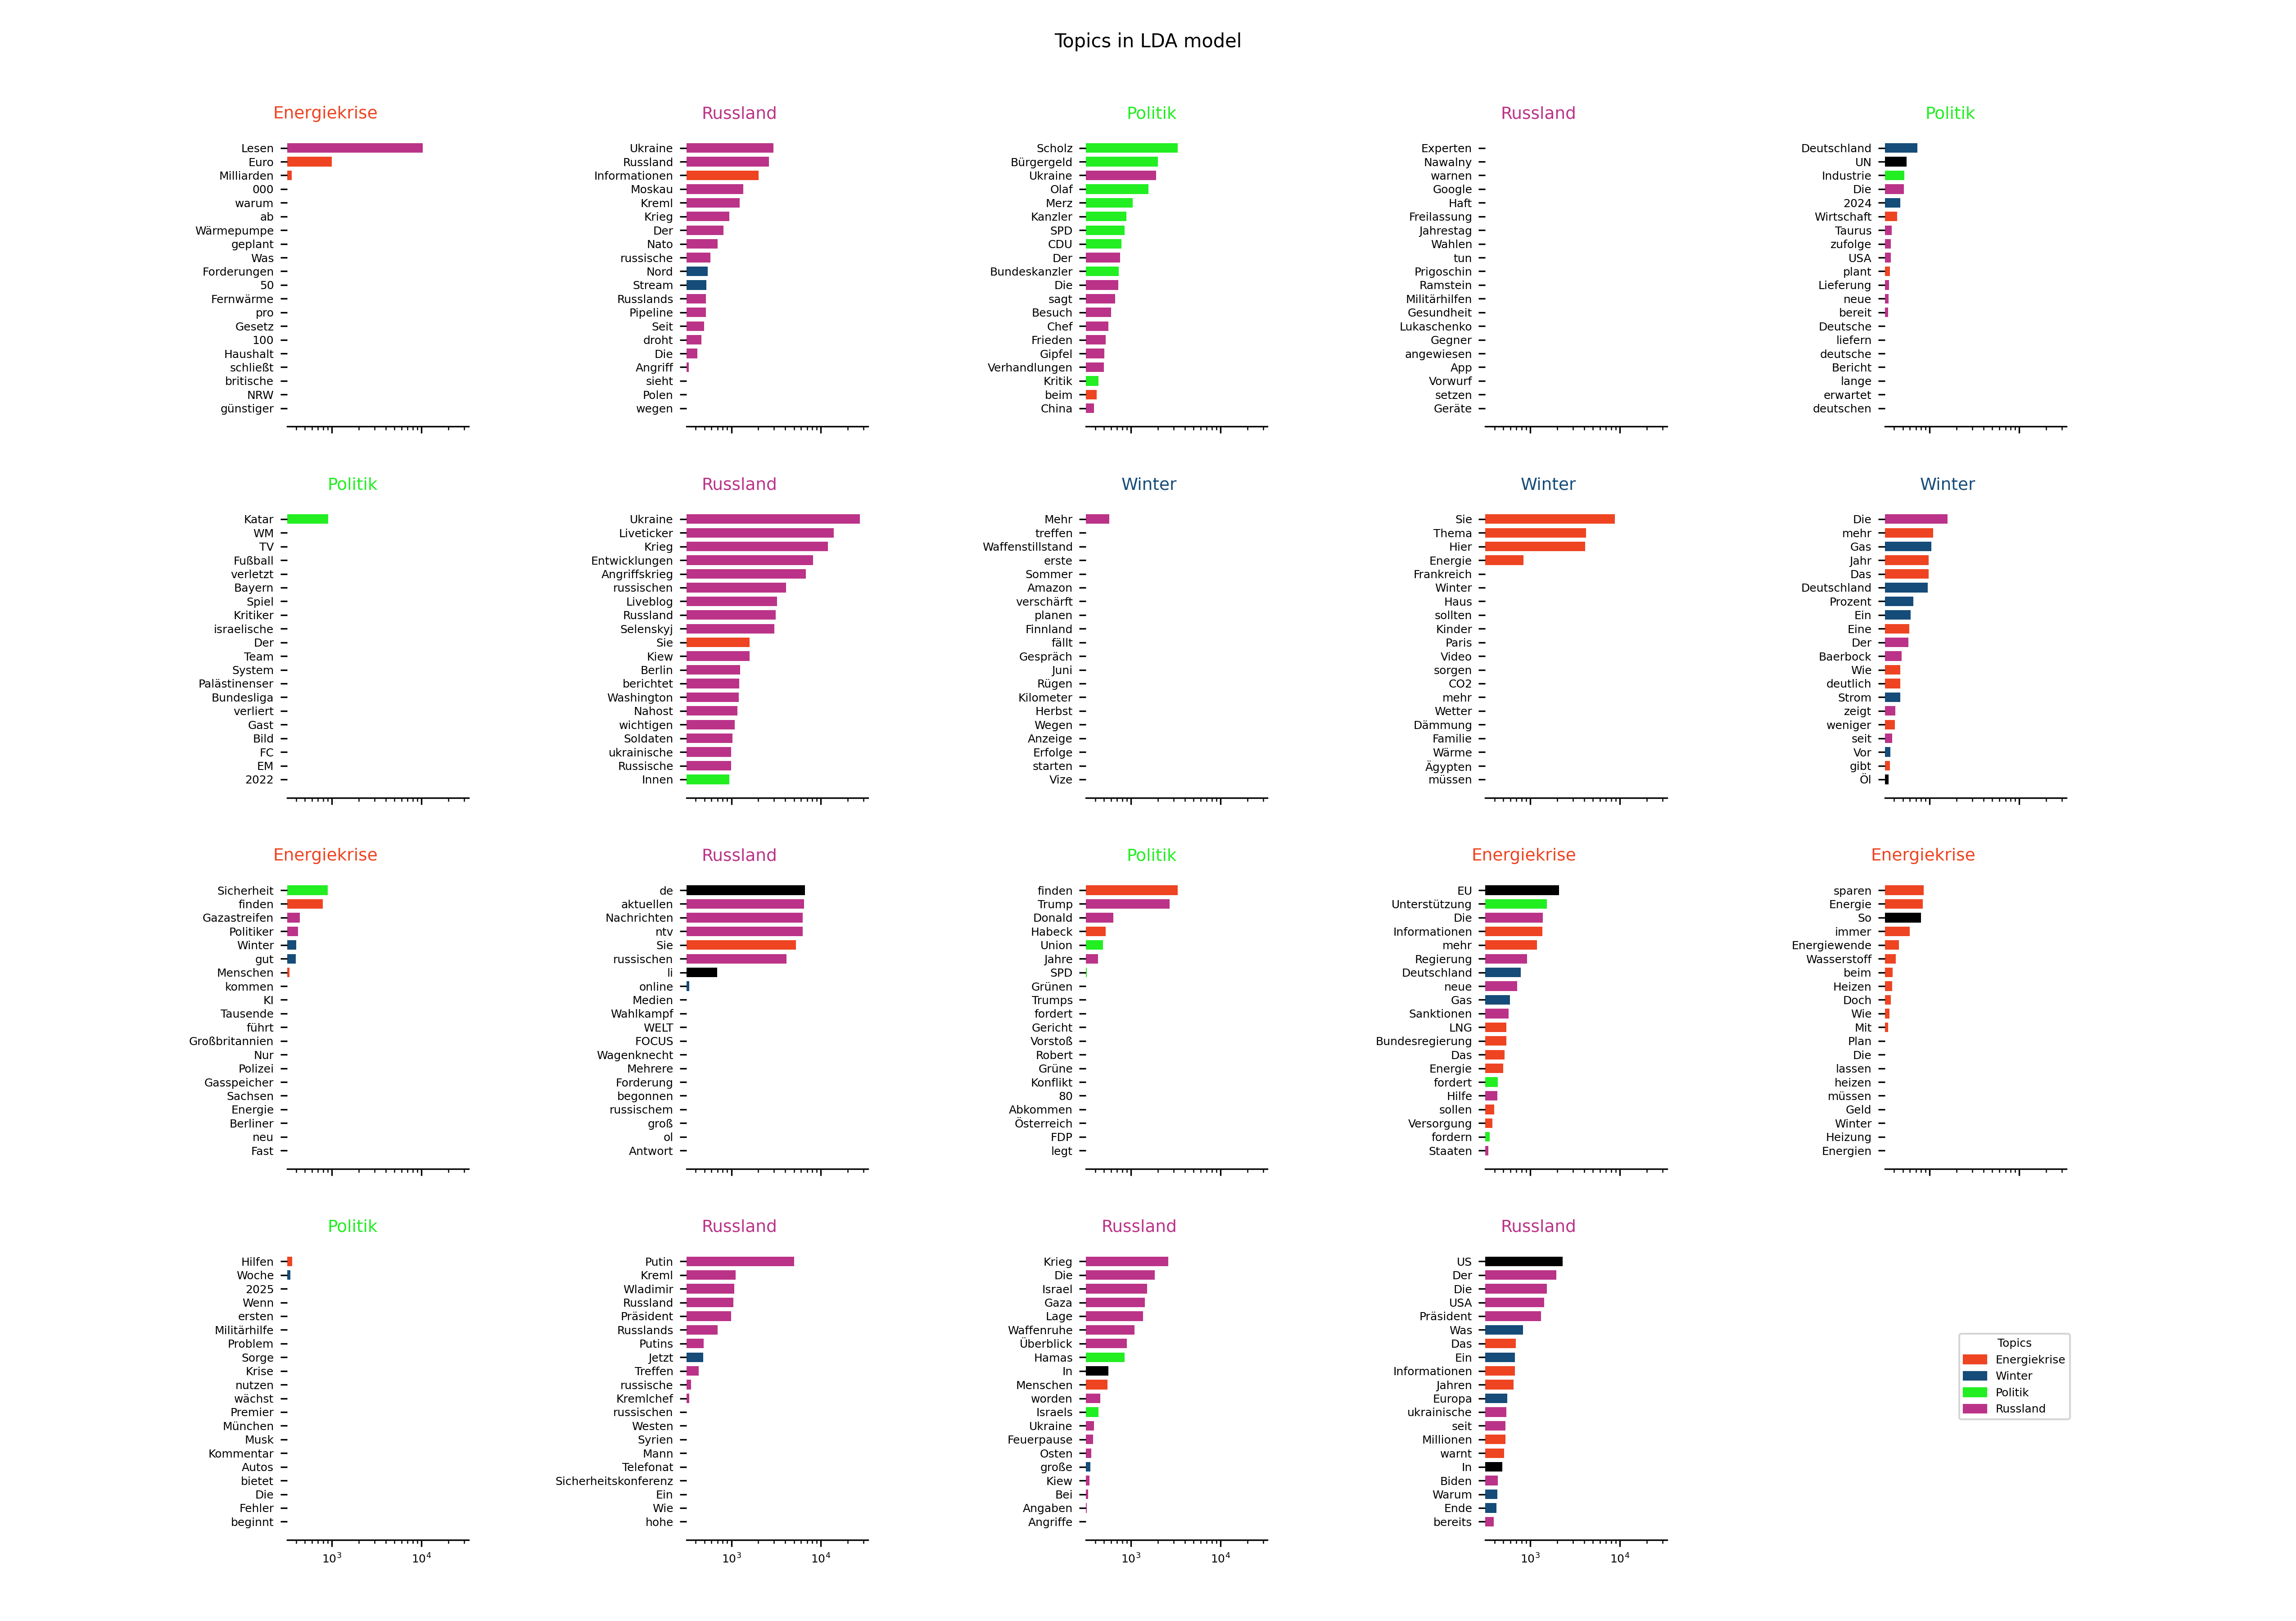 Topics in LDA model
Energiekrise
Lesen
Euro
Milliarden
000
warum
ab
Wärmepumpe
geplant
Was
Forderungen
50
Fernwärme
pro
Gesetz
100
Haushalt
schließt
britische
NRW
günstiger
Russland
Ukraine
Russland
Informationen
Moskau
Kreml
Krieg
Der
Nato
russische
Nord
Stream
Russlands
Pipeline
Seit
droht
Die
Angriff
sieht
Polen
wegen
Politik
Scholz
Bürgergeld
Ukraine
Olaf
Merz
Kanzler
SPD
CDU
Der
Bundeskanzler
Die
sagt
Besuch
Chef
Frieden
Gipfel
Verhandlungen
Kritik
beim
China
Russland
Experten
Nawalny
warnen
Google
Haft
Freilassung
Jahrestag
Wahlen
tun
Prigoschin
Ramstein
Militärhilfen
Gesundheit
Lukaschenko
Gegner
angewiesen
App
Vorwurf
setzen
Geräte
Politik
Deutschland
UN
Industrie
Die
2024
Wirtschaft
Taurus
zufolge
USA
plant
Lieferung
neue
bereit
Deutsche
liefern
deutsche
Bericht
lange
erwartet
deutschen
Politik
Katar
WM
TV
Fußball
verletzt
Bayern
Spiel
Kritiker
israelische
Der
Team
System
Palästinenser
Bundesliga
verliert
Gast
Bild
FC
EM
2022
Russland
Ukraine
Liveticker
Krieg
Entwicklungen
Angriffskrieg
russischen
Liveblog
Russland
Selenskyj
Sie
Kiew
Berlin
berichtet
Washington
Nahost
wichtigen
Soldaten
ukrainische
Russische
Innen
Winter
Mehr
treffen
Waffenstillstand
erste
Sommer
Amazon
verschärft
planen
Finnland
fällt
Gespräch
Juni
Rügen
Kilometer
Herbst
Wegen
Anzeige
Erfolge
starten
Vize
Winter
Sie
Thema
Hier
Energie
Frankreich
Winter
Haus
sollten
Kinder
Paris
Video
sorgen
CO2
mehr
Wetter
Dämmung
Familie
Wärme
Ägypten
müssen
Winter
Die
mehr
Gas
Jahr
Das
Deutschland
Prozent
Ein
Eine
Der
Baerbock
Wie
deutlich
Strom
zeigt
weniger
seit
Vor
gibt
Öl
Energiekrise
Sicherheit
finden
Gazastreifen
Politiker
Winter
gut
Menschen
kommen
KI
Tausende
führt
Großbritannien
Nur
Polizei
Gasspeicher
Sachsen
Energie
Berliner
neu
Fast
Russland
de
aktuellen
Nachrichten
ntv
Sie
russischen
li
online
Medien
Wahlkampf
WELT
FOCUS
Wagenknecht
Mehrere
Forderung
begonnen
russischem
groß
ol
Antwort
Politik
finden
Trump
Donald
Habeck
Union
Jahre
SPD
Grünen
Trumps
fordert
Gericht
Vorstoß
Robert
Grüne
Konflikt
80
Abkommen
Österreich
FDP
legt
Energiekrise
EU
Unterstützung
Die
Informationen
mehr
Regierung
Deutschland
neue
Gas
Sanktionen
LNG
Bundesregierung
Das
Energie
fordert
Hilfe
sollen
Versorgung
fordern
Staaten
Energiekrise
sparen
Energie
So
immer
Energiewende
Wasserstoff
beim
Heizen
Doch
Wie
Mit
Plan
Die
lassen
heizen
müssen
Geld
Winter
Heizung
Energien
Politik
Hilfen
Woche
2025
Wenn
ersten
Militärhilfe
Problem
Sorge
Krise
nutzen
wächst
Premier
München
Musk
Kommentar
Autos
bietet
Die
Fehler
beginnt
10³ 10⁴
Russland
Putin
Kreml
Wladimir
Russland
Präsident
Russlands
Putins
Jetzt
Treffen
russische
Kremlchef
russischen
Westen
Syrien
Mann
Telefonat
Sicherheitskonferenz
Ein
Wie
hohe
10³ 10⁴
Russland
Krieg
Die
Israel
Gaza
Lage
Waffenruhe
Überblick
Hamas
In
Menschen
worden
Israels
Ukraine
Feuerpause
Osten
große
Kiew
Bei
Angaben
Angriffe
10³ 10⁴
Russland
US
Der
Die
USA
Präsident
Was
Das
Ein
Informationen
Jahren
Europa
ukrainische
seit
Millionen
warnt
In
Biden
Warum
Ende
bereits
10³ 10⁴
Topics
Energiekrise
Winter
Politik
Russland